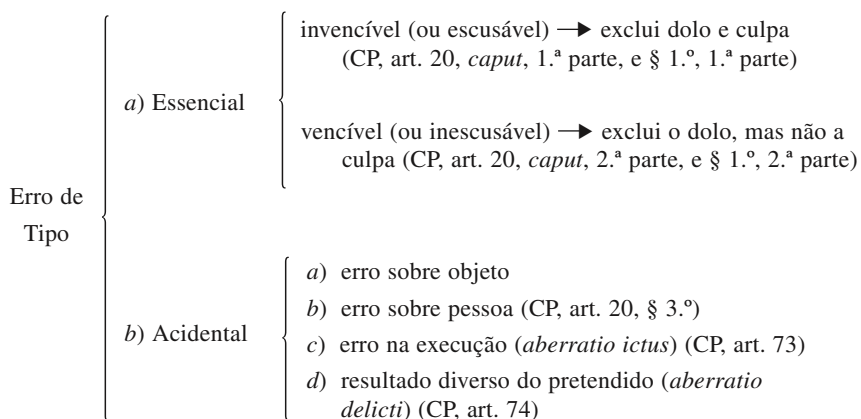 Erro de
Tipo
a) Essencial
invencível (ou escusável) → exclui dolo e culpa
(CP, art. 20, caput, 1.ª parte, e § 1.º, 1.ª parte)
vencível (ou inescusável) → exclui o dolo, mas não a
culpa (CP, art. 20, caput, 2.ª parte, e § 1.º, 2.ª parte)
b) Acidental
a) erro sobre objeto
b) erro sobre pessoa (CP, art. 20, § 3.º)
c) erro na execução (aberratio ictus) (CP, art. 73)
d) resultado diverso do pretendido (aberratio
delicti) (CP, art. 74)